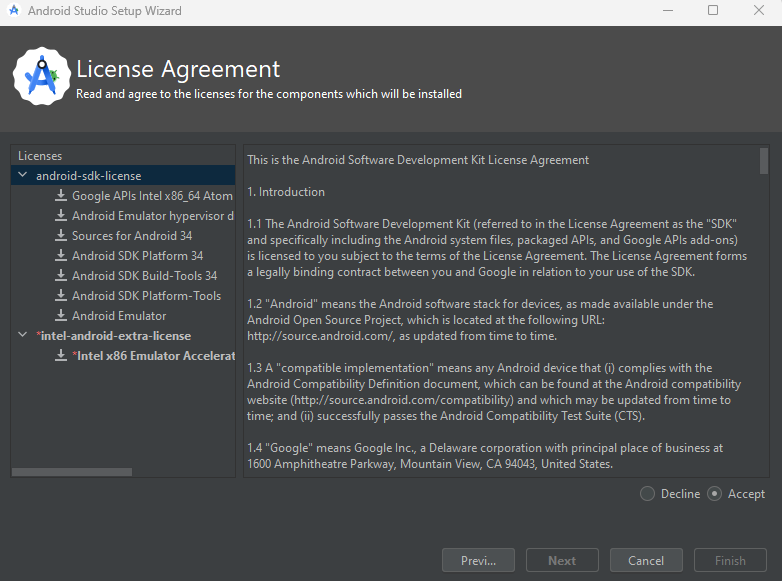 Android Studio Setup Wizard
License Agreement
Read and agree to the licenses for the components which will be installed
Licenses
android-sdk-license
Google APIs Intel x86_64 Atom
Android Emulator hypervisor d
Sources for Android 34
Android SDK Platform 34
Android SDK Build-Tools 34
Android SDK Platform-Tools
Android Emulator
*intel-android-extra-license
*Intel x86 Emulator Accelerat
This is the Android Software Development Kit License Agreement
1. Introduction
1.1 The Android Software Development Kit (referred to in the License Agreement as the "SDK"
and specifically including the Android system files, packaged APIs, and Google APIs add-ons)
is licensed to you subject to the terms of the License Agreement. The License Agreement forms
a legally binding contract between you and Google in relation to your use of the SDK.
1.2 "Android" means the Android software stack for devices, as made available under the
Android Open Source Project, which is located at the following URL:
http://source.android.com/, as updated from time to time.
1.3 A "compatible implementation" means any Android device that (i) complies with the
Android Compatibility Definition document, which can be found at the Android compatibility
website (http://source.android.com/compatibility) and which may be updated from time to
time; and (ii) successfully passes the Android Compatibility Test Suite (CTS).
1.4 "Google" means Google Inc., a Delaware corporation with principal place of business at
1600 Amphitheatre Parkway, Mountain View, CA 94043, United States.
Decline Accept
Previ... Next Cancel Finish